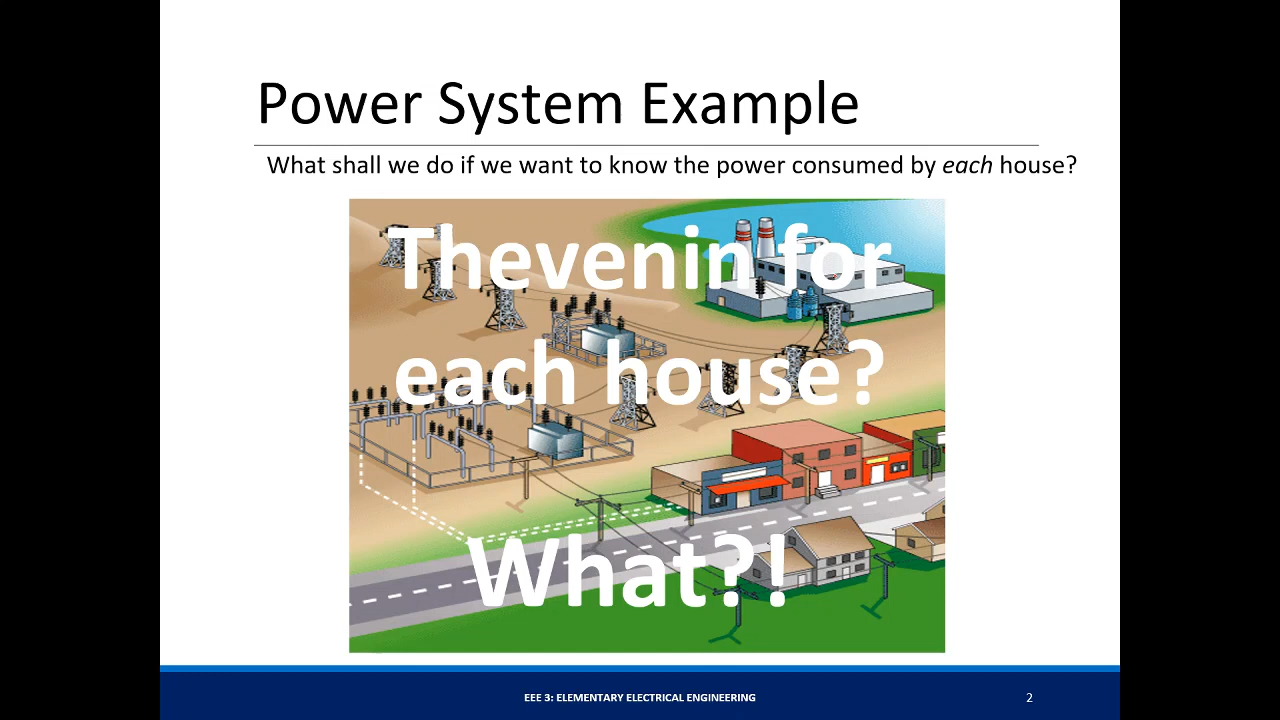 Power System Example
What shall we do if we want to know the power consumed by each house?
Thevenin for
each house?
What?!
EEE 3: ELEMENTARY ELECTRICAL ENGINEERING
2